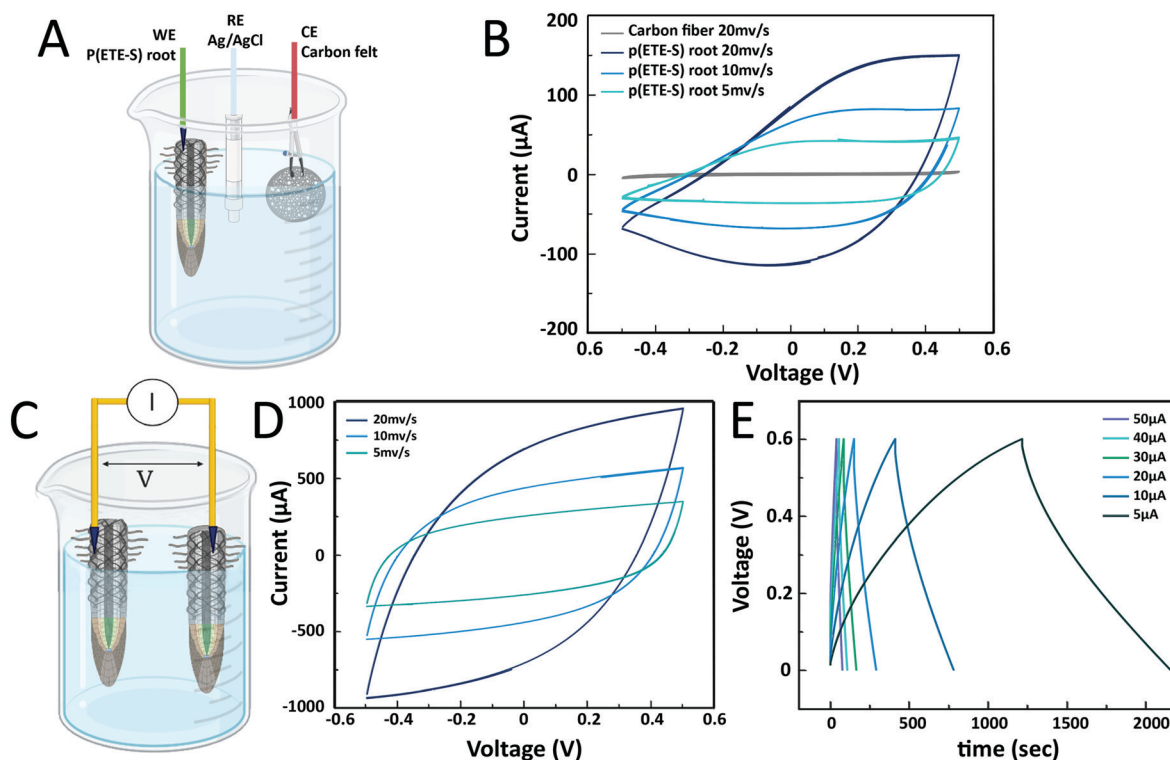 A
WE
P(ETE-S) root
RE
Ag/AgCl
CE
Carbon felt
B
Carbon fiber 20mv/s
p(ETE-S) root 20mv/s
p(ETE-S) root 10mv/s
p(ETE-S) root 5mv/s
Current (µA)
200
100
0
-100
-200
0.6 -0.4 -0.2 0 0.2 0.4 0.6
Voltage (V)
C
I
V
D
20mv/s
10mv/s
5mv/s
Current (µA)
1000
500
0
-500
-1000
-0.6 -0.4 -0.2 0 0.2 0.4 0.6
Voltage (V)
E
50µA
40µA
30µA
20µA
10µA
5µA
Voltage (V)
0.6
0.4
0.2
0
0 500 1000 1500 2000
time (sec)